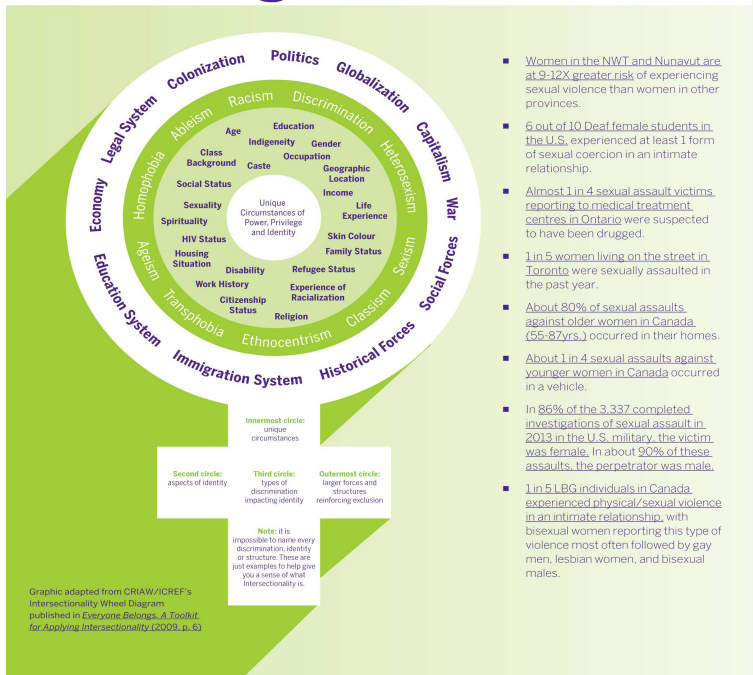 Politics
Globalization
Capitalism
War
Social Forces
Historical Forces
Immigration System
Education System
Economy
Legal System
Colonization
Racism
Discrimination
Heterosexism
Sexism
Classism
Ethnocentrism
Transphobia
Ageism
Homophobia
Ableism
Age
Education
Indigeneity
Gender
Occupation
Class
Background
Caste
Geographic
Location
Social Status
Income
Sexuality
Life
Experience
Spirituality
HIV Status
Skin Colour
Housing
Situation
Family Status
Disability
Refugee Status
Work History
Experience of
Racialization
Citizenship
Status
Religion
Unique
Circumstances of
Power, Privilege
and Identity
Innermost circle:
unique
circumstances
Second circle:
aspects of identity
Third circle:
types of
discrimination
impacting identity
Outermost circle:
larger forces and
structures
reinforcing exclusion
Note: it is
impossible to name every
discrimination, identity
or structure. These are
just examples to help give
you a sense of what
Intersectionality is.
Graphic adapted from CRIAW/ICREF's
Intersectionality Wheel Diagram
published in Everyone Belongs, A Toolkit
for Applying Intersectionality (2009, p. 6)
■ Women in the NWT and Nunavut are
at 9-12X greater risk of experiencing
sexual violence than women in other
provinces.
■ 6 out of 10 Deaf female students in
the U.S. experienced at least 1 form
of sexual coercion in an intimate
relationship.
■ Almost 1 in 4 sexual assault victims
reporting to medical treatment
centres in Ontario were suspected
to have been drugged.
■ 1 in 5 women living on the street in
Toronto were sexually assaulted in
the past year.
■ About 80% of sexual assaults
against older women in Canada
(55-87yrs.) occurred in their homes.
■ About 1 in 4 sexual assaults against
younger women in Canada occurred
in a vehicle.
■ In 86% of the 3,337 completed
investigations of sexual assault in
2013 in the U.S. military, the victim
was female. In about 90% of these
assaults, the perpetrator was male.
■ 1 in 5 LBG individuals in Canada
experienced physical/sexual violence
in an intimate relationship, with
bisexual women reporting this type of
violence most often followed by gay
men, lesbian women, and bisexual
males.